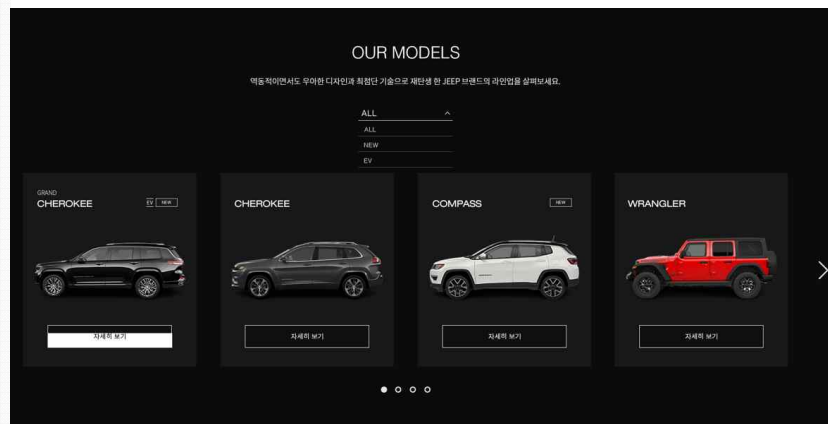 OUR MODELS
역동적이면서도 우아한 디자인과 최첨단 기술으로 재탄생 한 JEEP 브랜드의 라인업을 살펴보세요.
ALL
ALL
NEW
EV
GRAND
CHEROKEE
EV NEW
CHEROKEE
COMPASS
NEW
WRANGLER
자세히 보기
자세히 보기
자세히 보기
자세히 보기